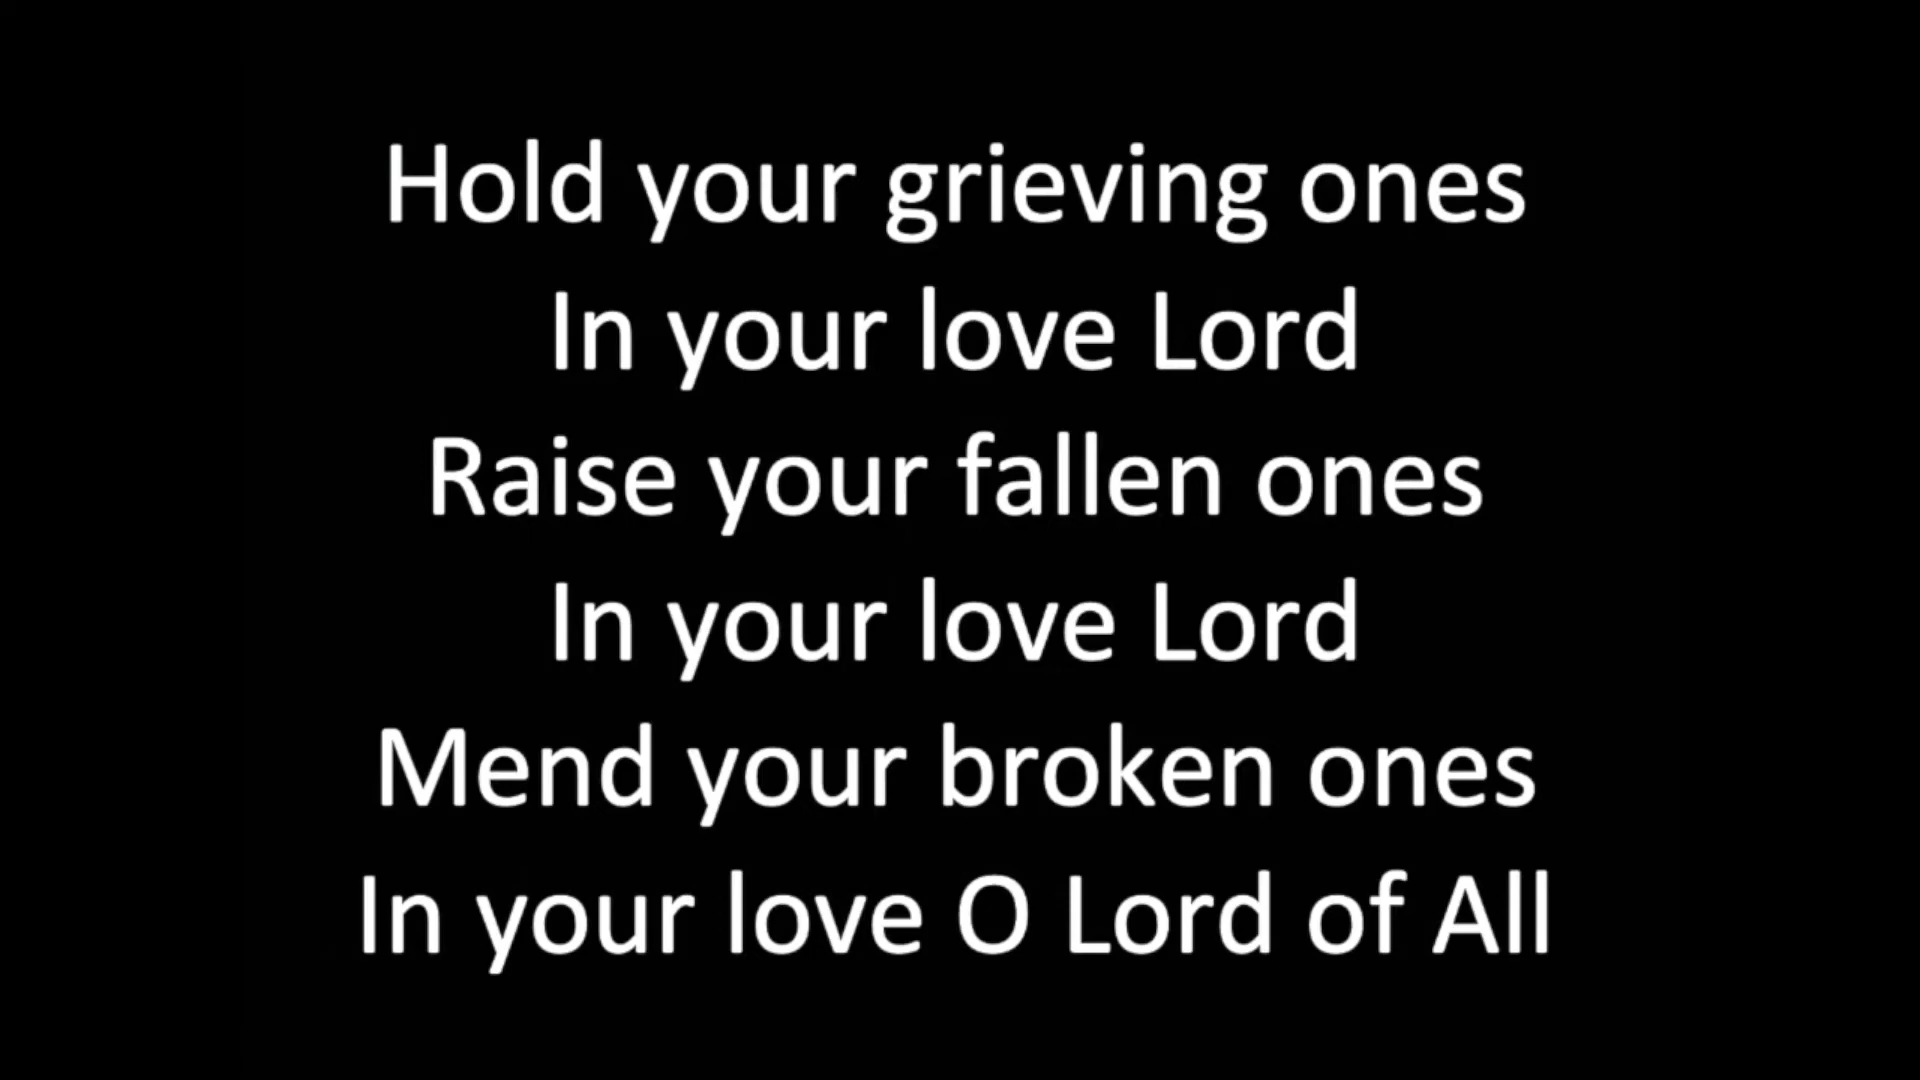 Hold your grieving ones
In your love Lord
Raise your fallen ones
In your love Lord
Mend your broken ones
In your love O Lord of All